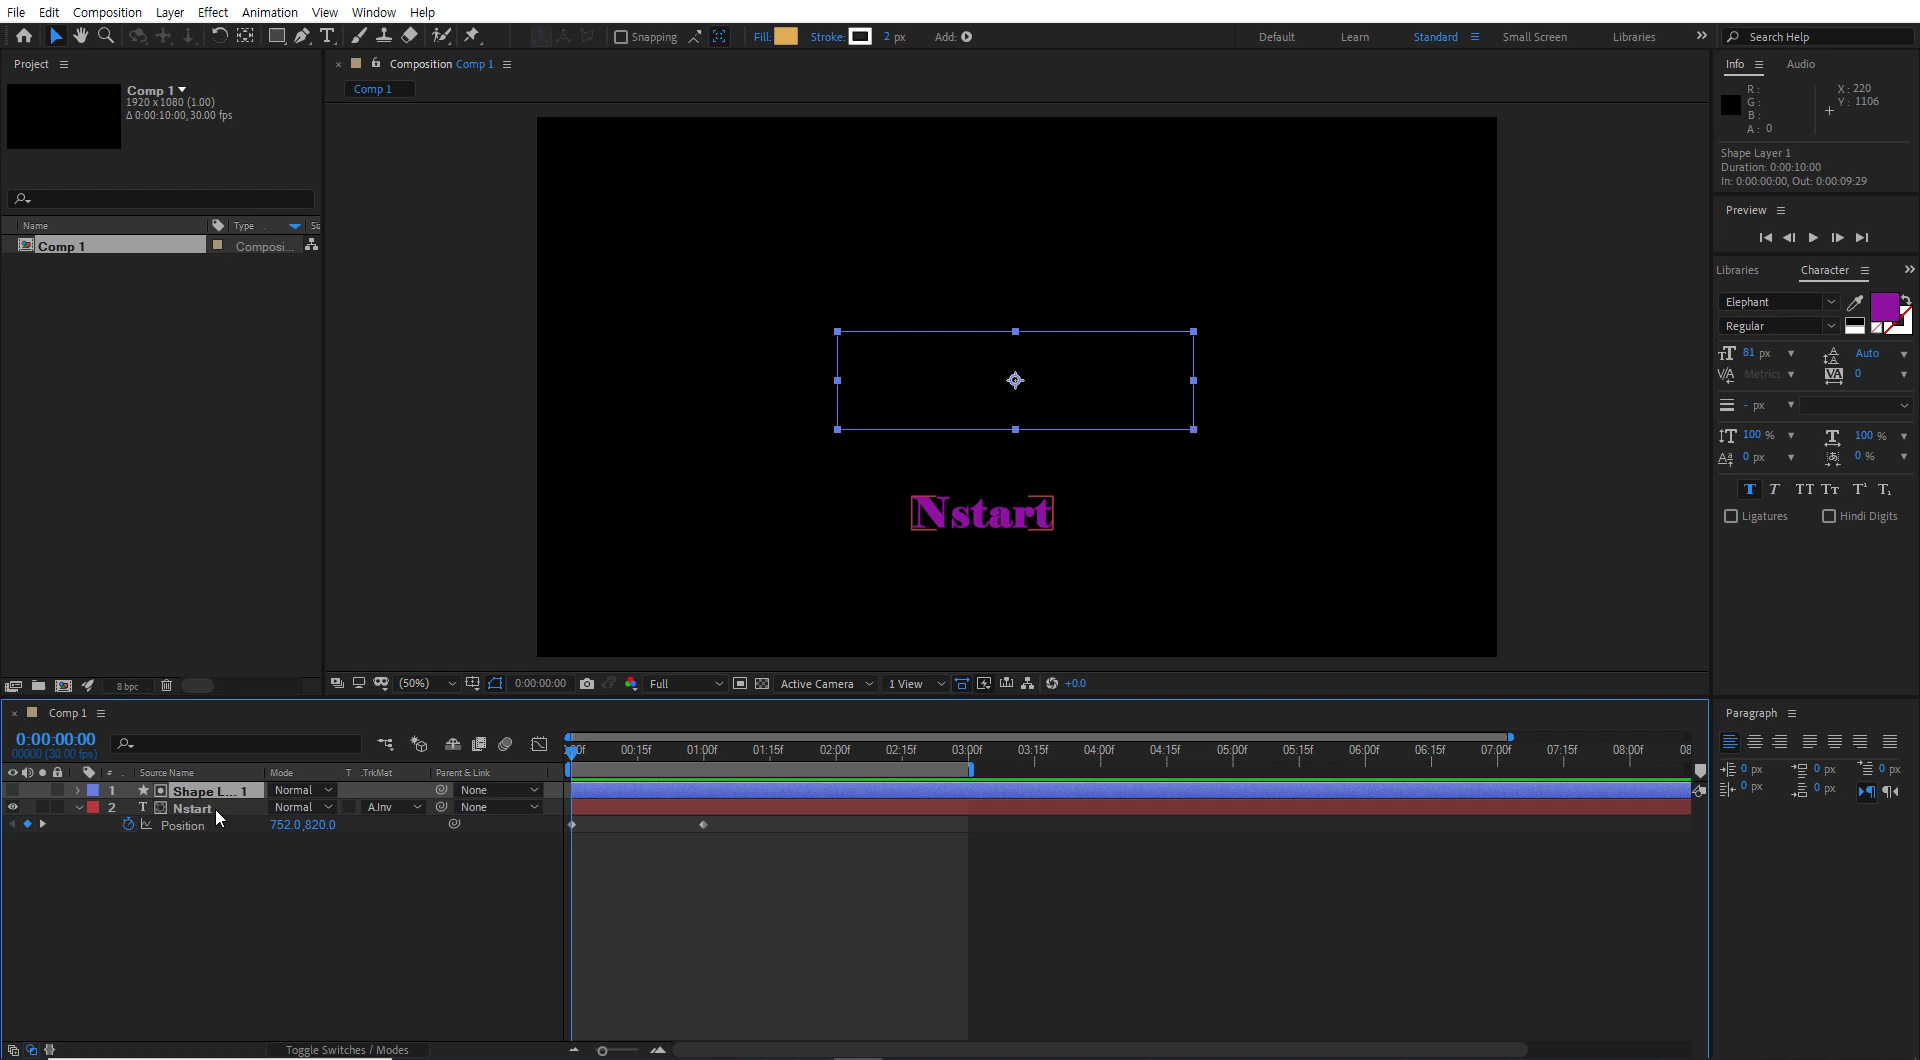 File Edit Composition Layer Effect Animation View Window Help
Snapping Fill: Stroke: 2 px Add: Default Learn Standard Small Screen Libraries Search Help
Project Composition Comp 1 Info Audio
Comp 1
1920 x 1080 (1.00)
Δ 0:00:10:00, 30.00 fps
Comp 1
R :
G :
B :
A : 0
X : 220
Y : 1106
Shape Layer 1
Duration: 0:00:10:00
In: 0:00:00:00, Out: 0:00:09:29
Name Type Si
Comp 1 Composi...
Preview
Libraries Character
Elephant
Regular
81 px Auto
Metrics 0
- px
100 % 100 %
0 px 0 %
T T TT Tт T¹ T₁
Ligatures Hindi Digits
Nstart
8 bpc (50%) 0:00:00:00 Full Active Camera 1 View +0.0
Comp 1
0:00:00:00
00000 (30.00 fps)
:00f 00:15f 01:00f 01:15f 02:00f 02:15f 03:00f 03:15f 04:00f 04:15f 05:00f 05:15f 06:00f 06:15f 07:00f 07:15f 08:00f 08
# Source Name Mode T .TrkMat Parent & Link
1 Shape L... 1 Normal None
2 T Nstart Normal A.Inv None
Position 752.0,820.0
Toggle Switches / Modes
Paragraph
0 px 0 px 0 px
0 px 0 px